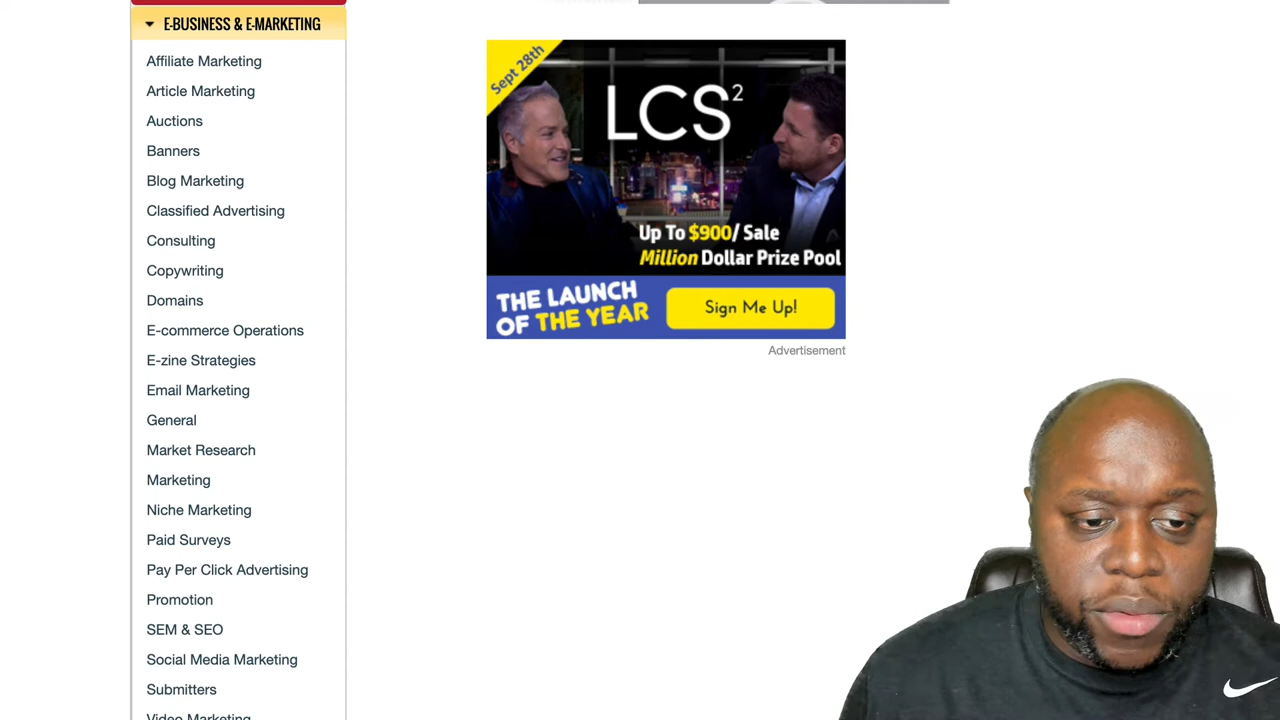 E-BUSINESS & E-MARKETING
Affiliate Marketing
Article Marketing
Auctions
Banners
Blog Marketing
Classified Advertising
Consulting
Copywriting
Domains
E-commerce Operations
E-zine Strategies
Email Marketing
General
Market Research
Marketing
Niche Marketing
Paid Surveys
Pay Per Click Advertising
Promotion
SEM & SEO
Social Media Marketing
Submitters
Video Marketing
Sept 28th
LCS²
Up To $900/ Sale
Million Dollar Prize Pool
THE LAUNCH
OF THE YEAR
Sign Me Up!
Advertisement